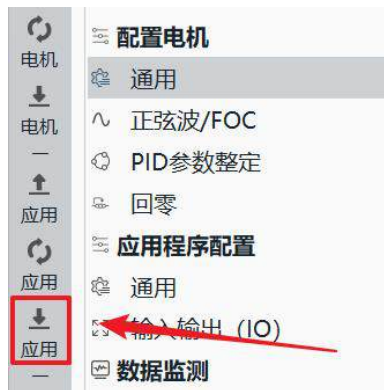 电机
电机
应用
应用
应用
配置电机
通用
正弦波/FOC
PID参数整定
回零
应用程序配置
通用
输入输出（IO）
数据监测